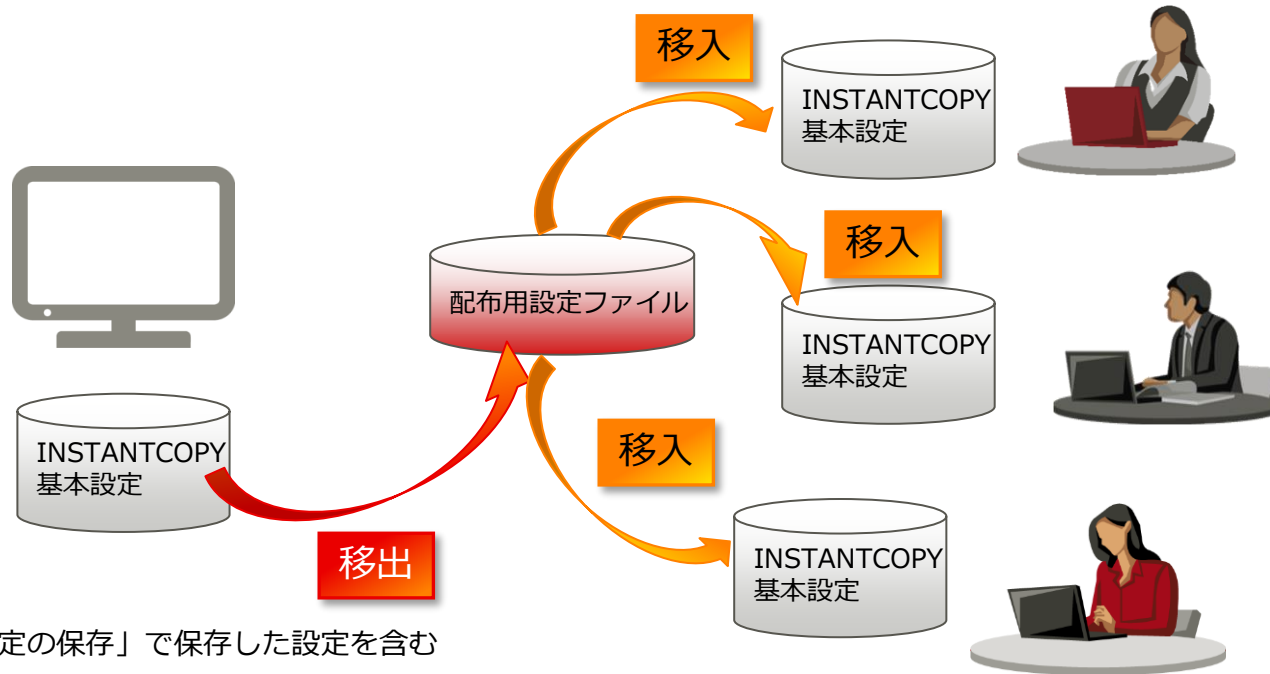 移入
INSTANTCOPY
基本設定
移入
配布用設定ファイル
INSTANTCOPY
基本設定
INSTANTCOPY
基本設定
移入
INSTANTCOPY
基本設定
移出
定の保存」で保存した設定を含む